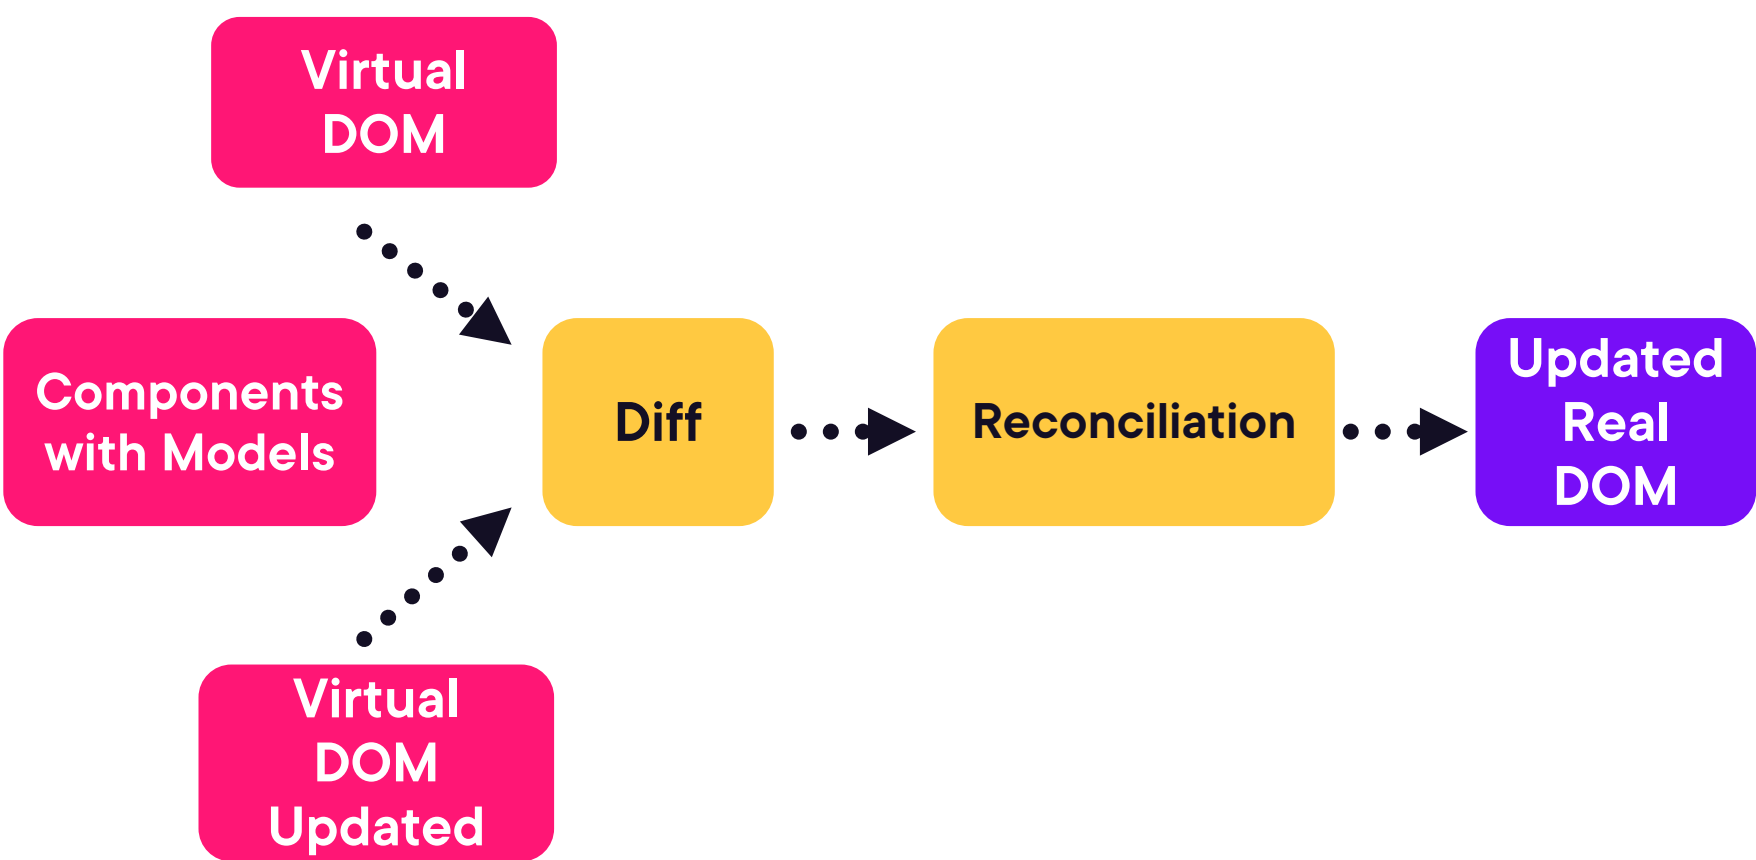 Virtual
DOM
Components
with Models
Diff
Reconciliation
Updated
Real
DOM
Virtual
DOM
Updated